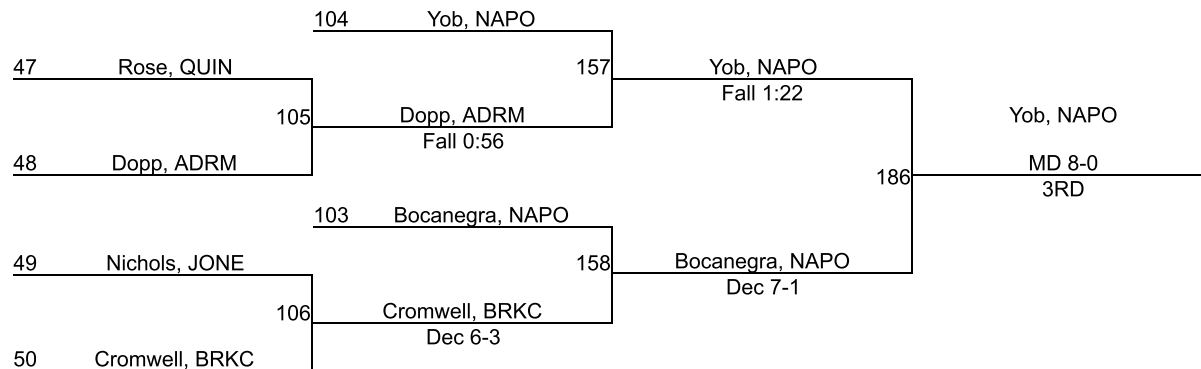 104 Yob, NAPO
47 Rose, QUIN
157
Yob, NAPO
Fall 1:22
105
Dopp, ADRM
Fall 0:56
Yob, NAPO
48 Dopp, ADRM
186
MD 8-0
3RD
103 Bocanegra, NAPO
49 Nichols, JONE
158
Bocanegra, NAPO
Dec 7-1
106
Cromwell, BRKC
Dec 6-3
50 Cromwell, BRKC